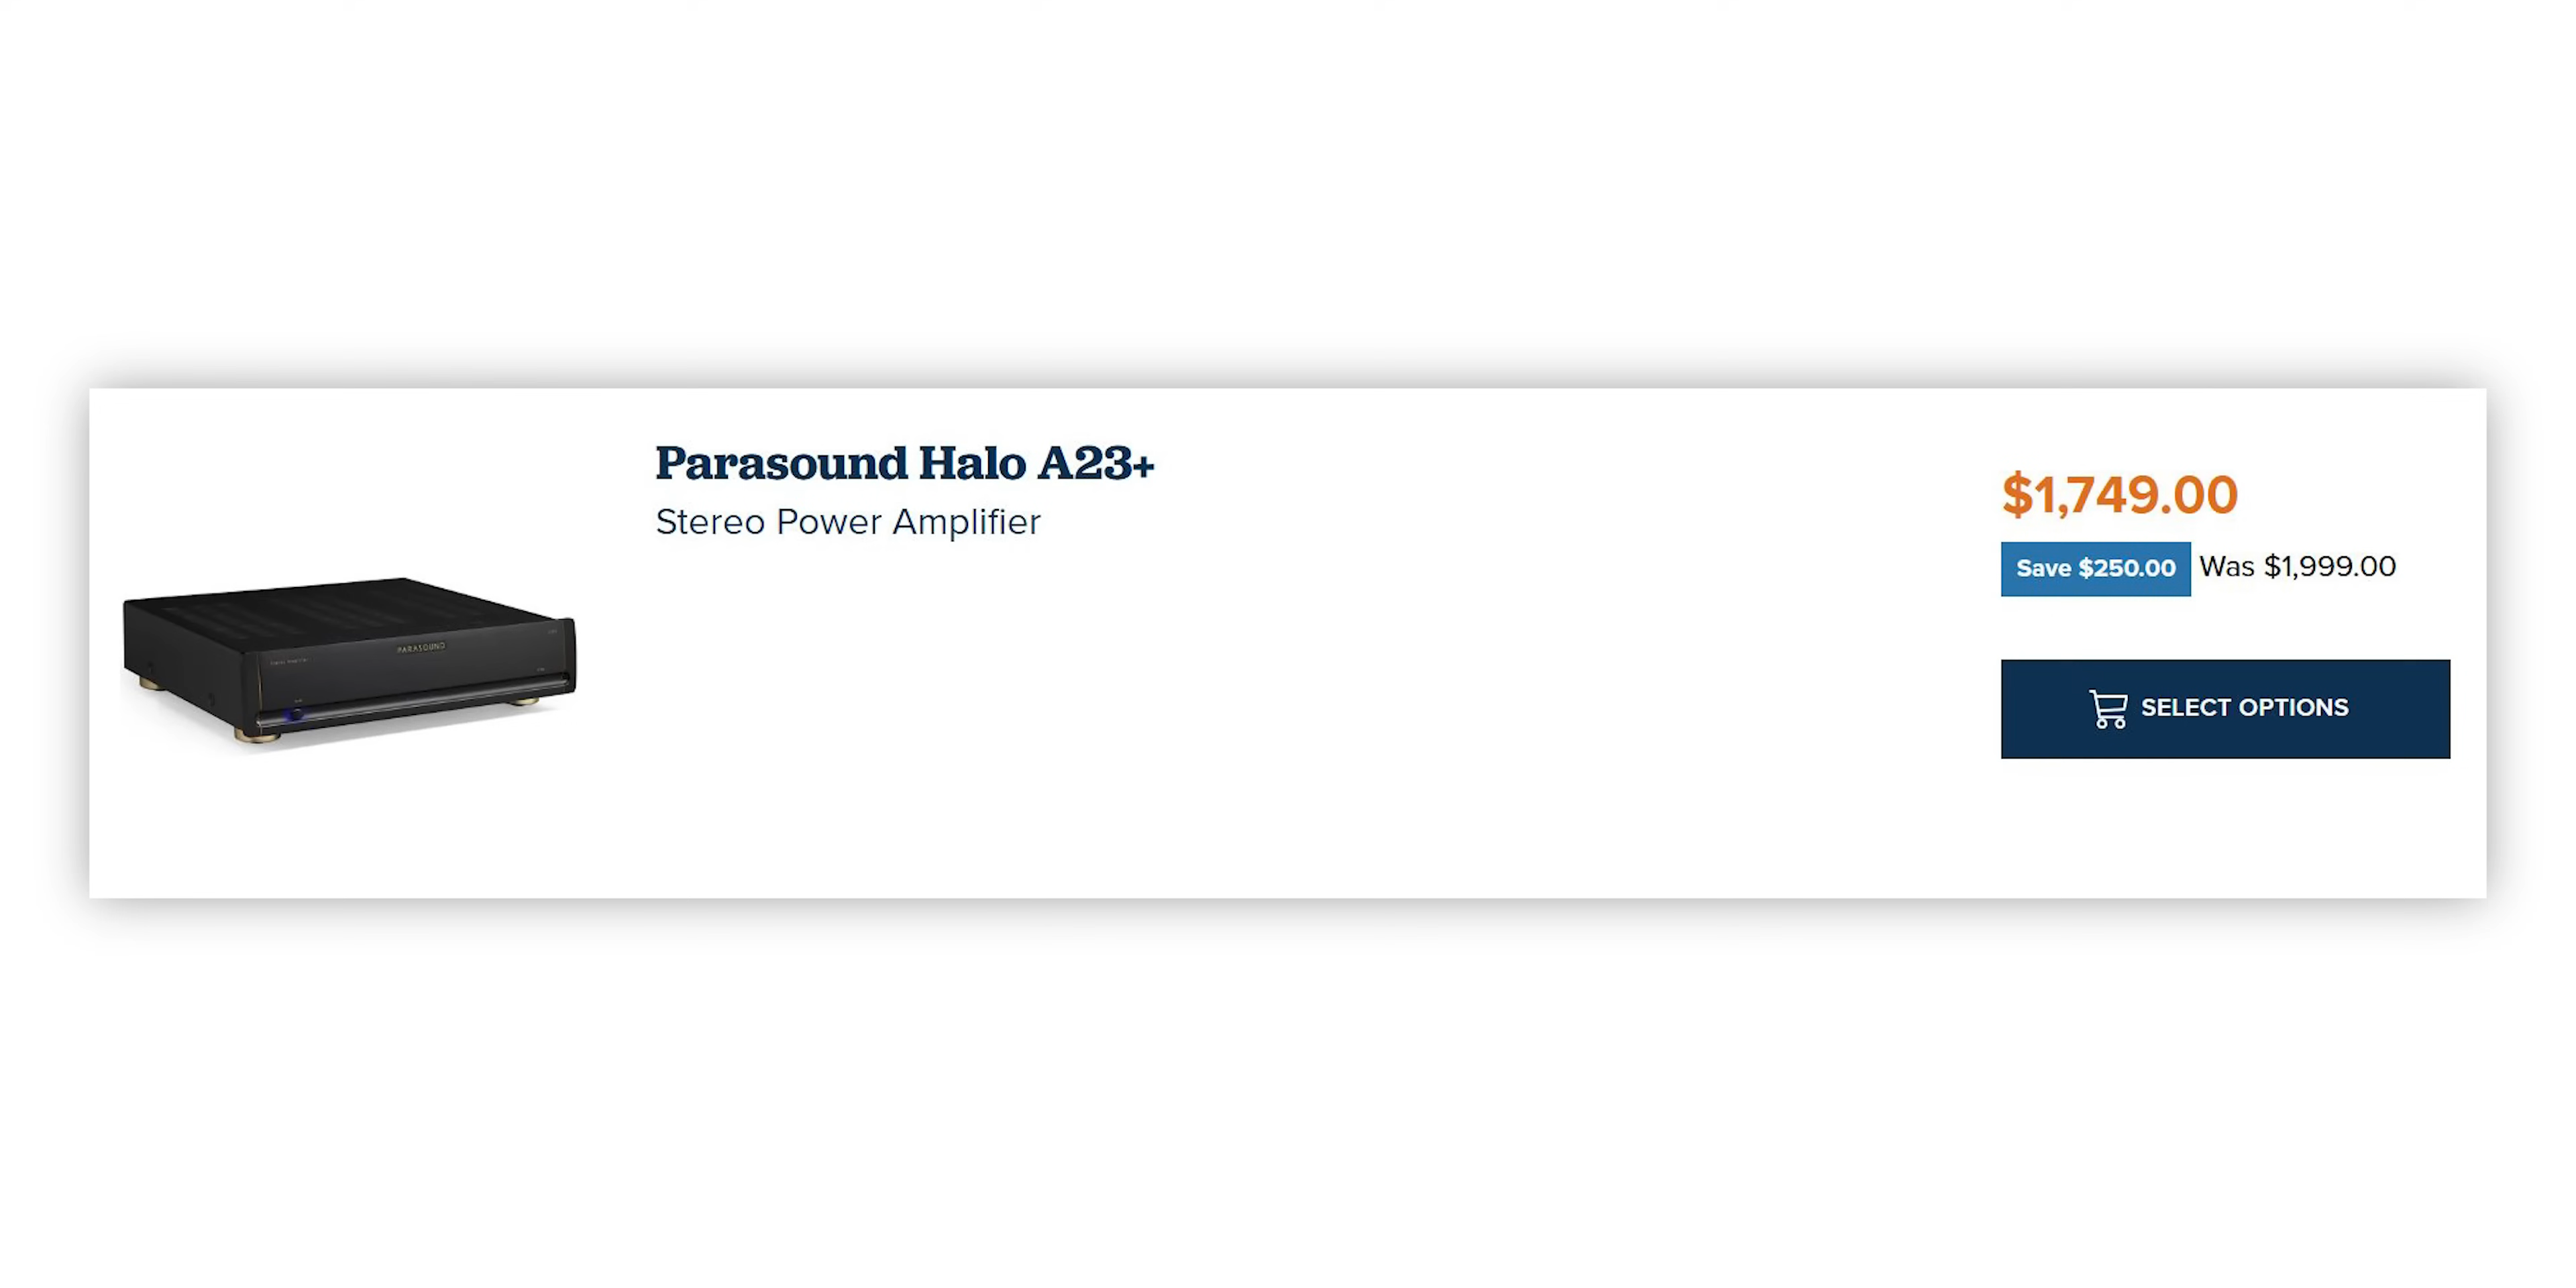 Parasound Halo A23+
Stereo Power Amplifier
$1,749.00
Save $250.00 Was $1,999.00
SELECT OPTIONS
PARASOUND